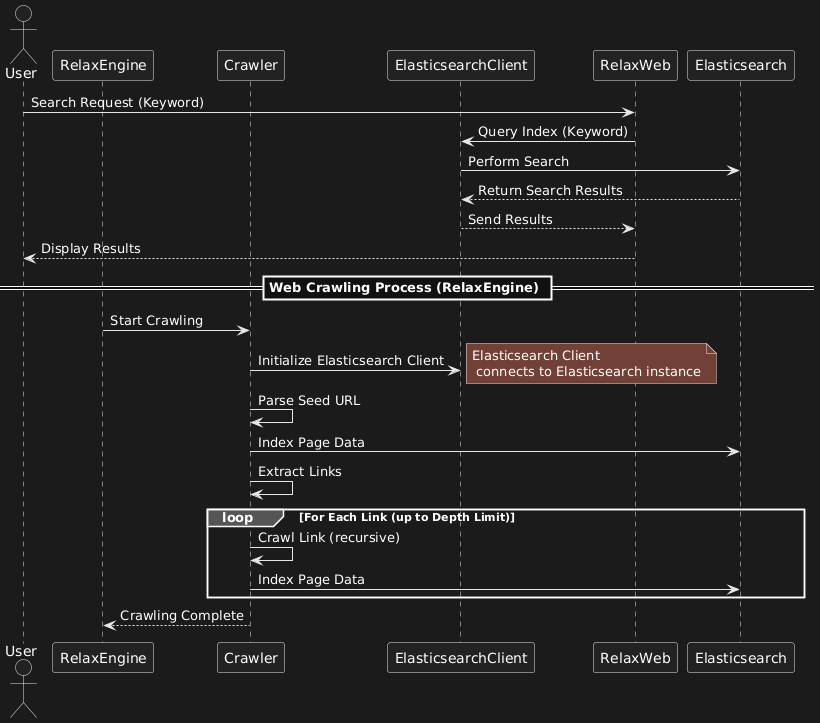 User
RelaxEngine
Crawler
ElasticsearchClient
RelaxWeb
Elasticsearch
Search Request (Keyword)
Query Index (Keyword)
Perform Search
Return Search Results
Send Results
Display Results
Web Crawling Process (RelaxEngine)
Start Crawling
Initialize Elasticsearch Client
Elasticsearch Client
connects to Elasticsearch instance
Parse Seed URL
Index Page Data
Extract Links
loop
[For Each Link (up to Depth Limit)]
Crawl Link (recursive)
Index Page Data
Crawling Complete
User
RelaxEngine
Crawler
ElasticsearchClient
RelaxWeb
Elasticsearch